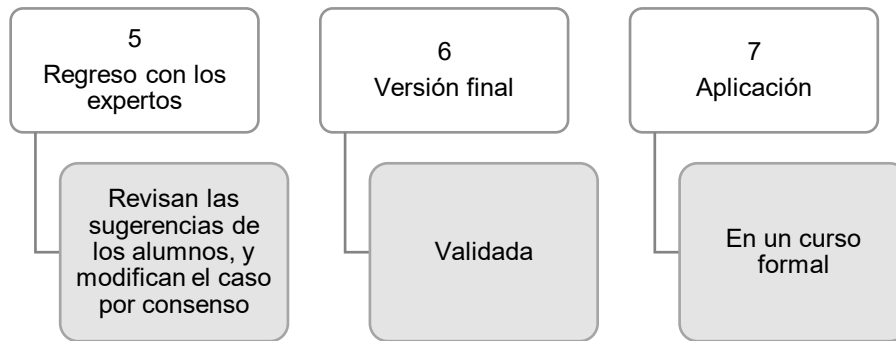 5
Regreso con los
expertos
Revisan las
sugerencias de
los alumnos, y
modifican el caso
por consenso
6
Versión final
Validada
7
Aplicación
En un curso
formal